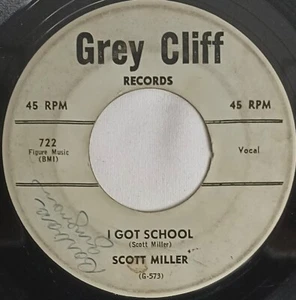 Grey Cliff
RECORDS
45 RPM
45 RPM
722
Figure Music
(BMI)
Vocal
I GOT SCHOOL
(Scott Miller)
SCOTT MILLER
(G-573)